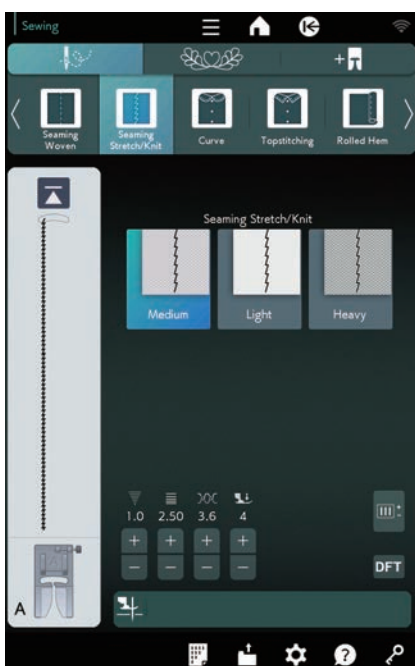 Sewing
Seaming
Woven
Seaming
Stretch/Knit
Curve
Topstitching
Rolled Hem
Seaming Stretch/Knit
Medium
Light
Heavy
1.0 2.50 3.6 4
+ + + +
− − − −
DFT
A